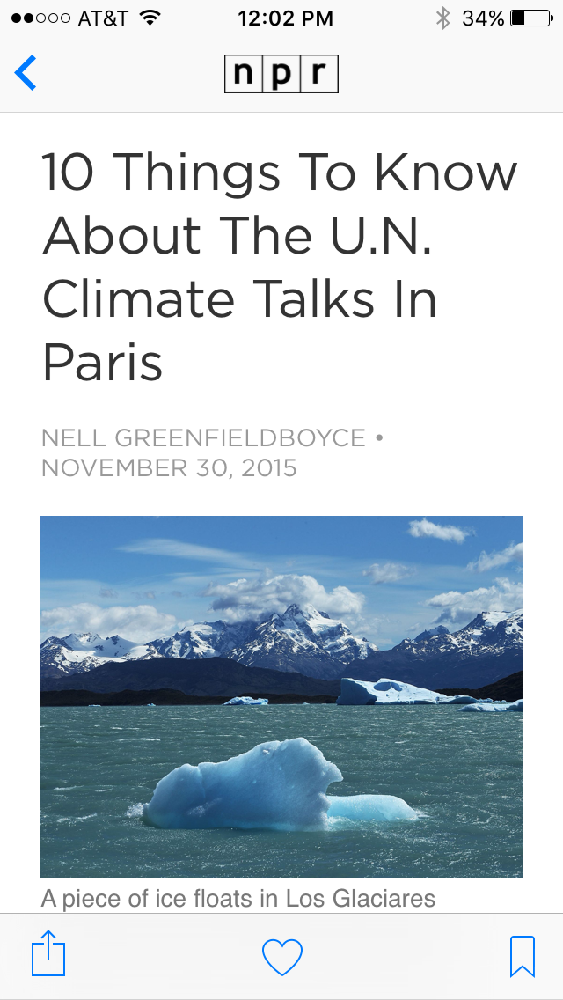 AT&T 12:02 PM 34%
npr
10 Things To Know
About The U.N.
Climate Talks In
Paris
NELL GREENFIELDBOYCE •
NOVEMBER 30, 2015
A piece of ice floats in Los Glaciares